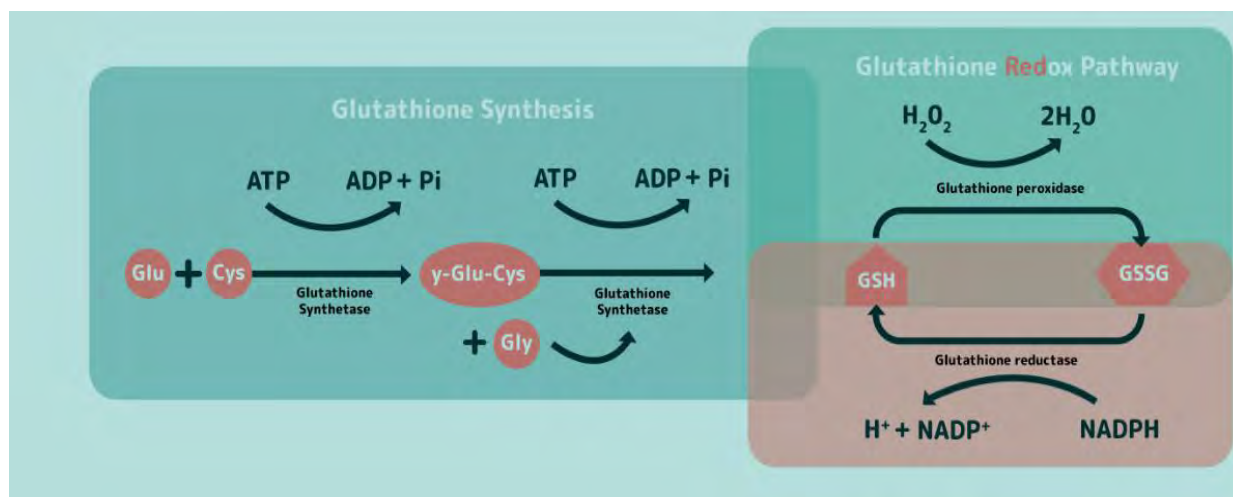 Glutathione Synthesis
ATP
ADP + Pi
ATP
ADP + Pi
Glu + Cys
Glutathione
Synthetase
y-Glu-Cys
Glutathione
Synthetase
+ Gly
Glutathione Redox Pathway
H₂O₂
2H₂O
Glutathione peroxidase
GSH
GSSG
Glutathione reductase
H⁺ + NADP⁺
NADPH